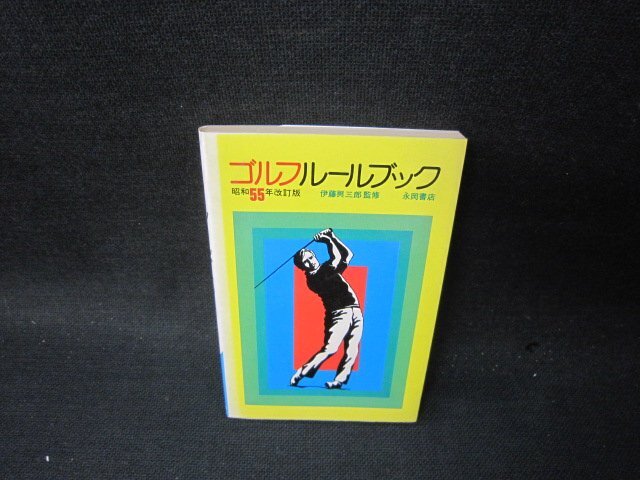 ゴルフルールブック
昭和55年改訂版 伊藤男三郎監修 永岡書店